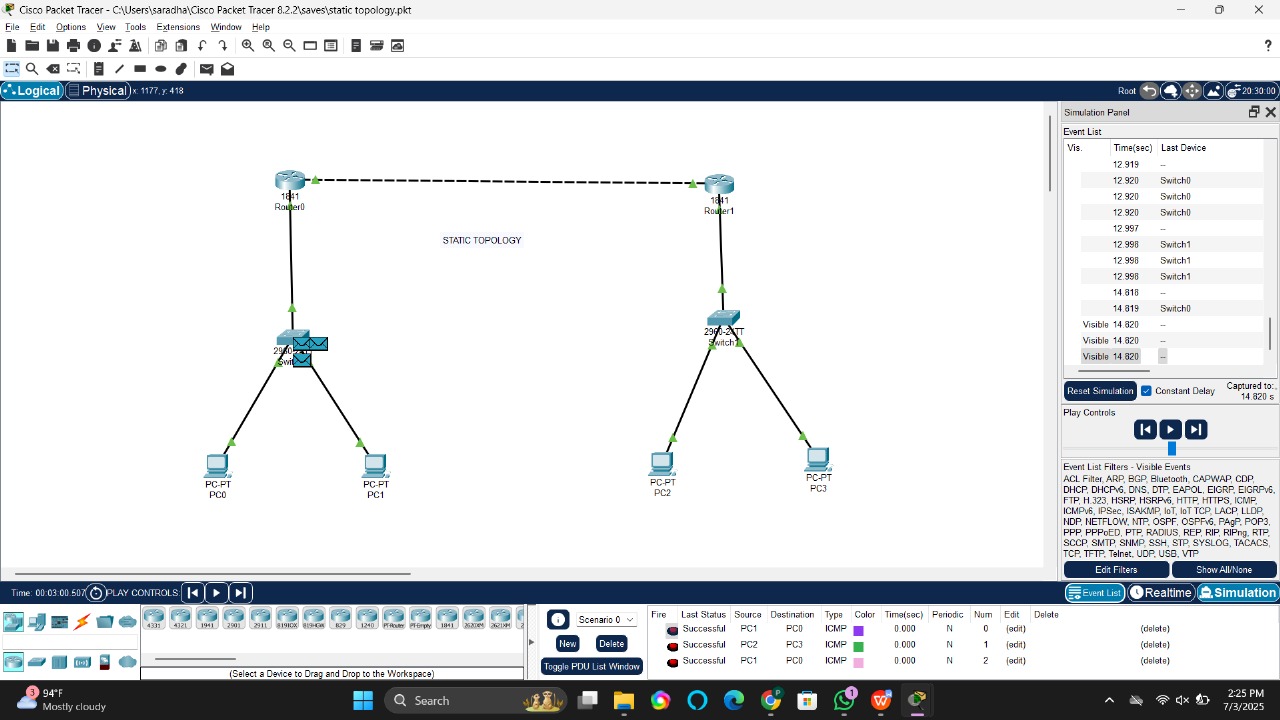 Cisco Packet Tracer - C:\Users\saradha\Cisco Packet Tracer 8.2.2\saves\static topology.pkt
File Edit Options View Tools Extensions Window Help
Logical Physical x: 1177, y: 418
Root 20:30:00
1841
Router0
1841
Router1
STATIC TOPOLOGY
2960-24TT
Switch1
PC-PT
PC0
PC-PT
PC1
PC-PT
PC2
PC-PT
PC3
Simulation Panel
Event List
Vis. Time(sec) Last Device
12.919 --
12.920 Switch0
12.920 Switch0
12.920 Switch0
12.997 --
12.998 Switch1
12.998 Switch1
12.998 Switch1
14.818 --
14.819 Switch0
Visible 14.820 --
Visible 14.820 --
Visible 14.820 --
Reset Simulation Constant Delay Captured to:
14.820 s
Play Controls
Event List Filters - Visible Events
ACL Filter, ARP, BGP, Bluetooth, CAPWAP, CDP,
DHCP, DHCPv6, DNS, DTP, EAPOL, EIGRP, EIGRPv6,
FTP, H.323, HSRP, HSRPv6, HTTP, HTTPS, ICMP,
ICMPv6, IPSec, ISAKMP, IoT, IoT TCP, LACP, LLDP,
NDP, NETFLOW, NTP, OSPF, OSPFv6, PAgP, POP3,
PPP, PPPoED, PTP, RADIUS, REP, RIP, RIPng, RTP,
SCCP, SMTP, SNMP, SSH, STP, SYSLOG, TACACS,
TCP, TFTP, Telnet, UDP, USB, VTP
Edit Filters Show All/None
Time: 00:03:00.507 PLAY CONTROLS:
Event List Realtime Simulation
4331 4321 1941 2901 2911 819IOX 819HGW 829 1240 PT-Router PT-Empty 1841 2620XM 2621XM
(Select a Device to Drag and Drop to the Workspace)
Scenario 0
New Delete
Toggle PDU List Window
Fire Last Status Source Destination Type Color Time(sec) Periodic Num Edit Delete
Successful PC1 PC0 ICMP 0.000 N 0 (edit) (delete)
Successful PC2 PC3 ICMP 0.000 N 1 (edit) (delete)
Successful PC1 PC3 ICMP 0.000 N 2 (edit) (delete)
3
94°F
Mostly cloudy
Search
1
2:25 PM
7/3/2025